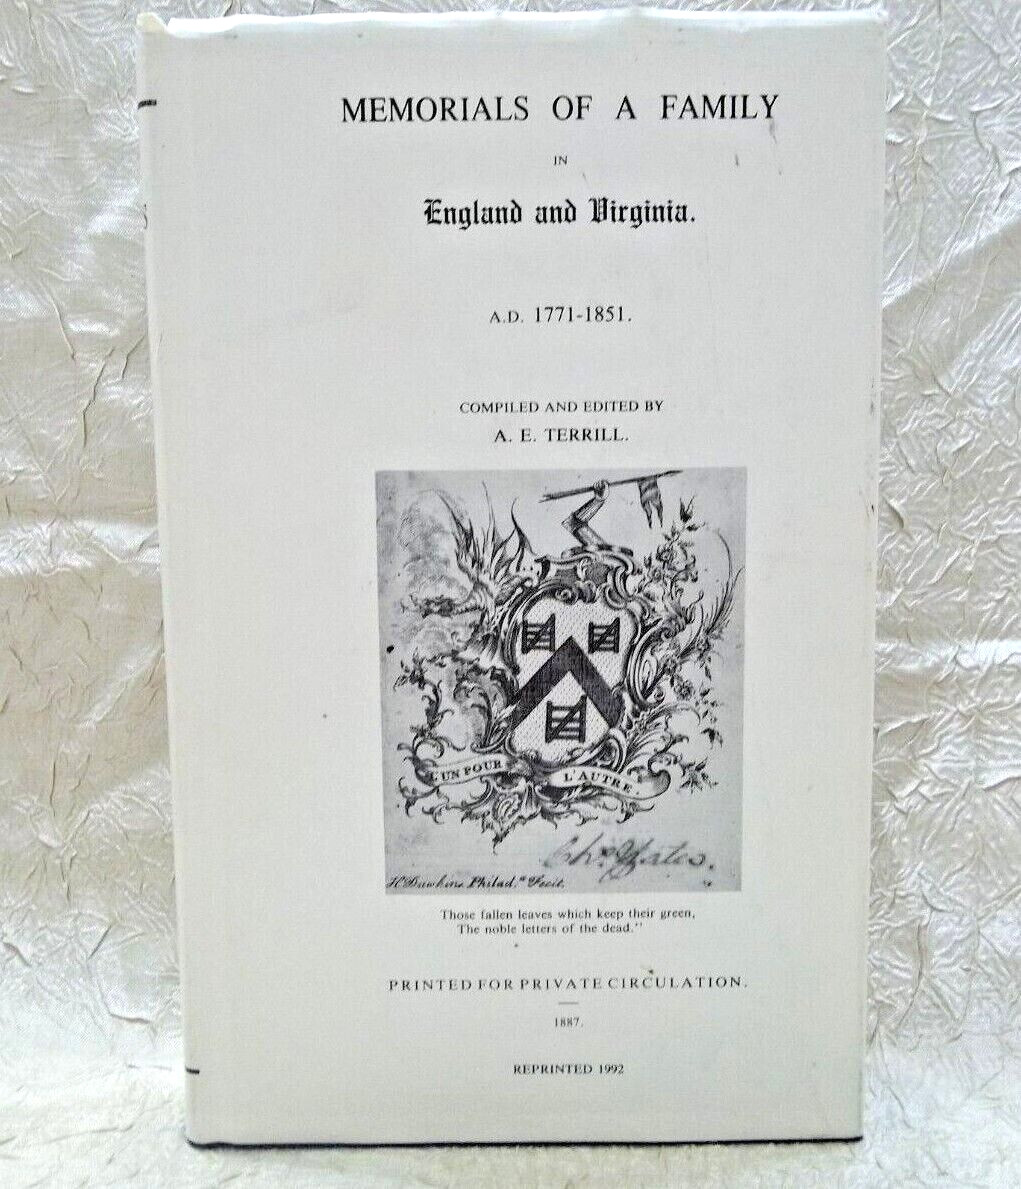 MEMORIALS OF A FAMILY
IN
England and Virginia.
A.D. 1771-1851.
COMPILED AND EDITED BY
A. E. TERRILL.
L'UN POUR L'AUTRE.
Chs. Yates.
H Dawkins Philad.ª Fecit.
Those fallen leaves which keep their green,
The noble letters of the dead."
PRINTED FOR PRIVATE CIRCULATION.
1887.
REPRINTED 1992